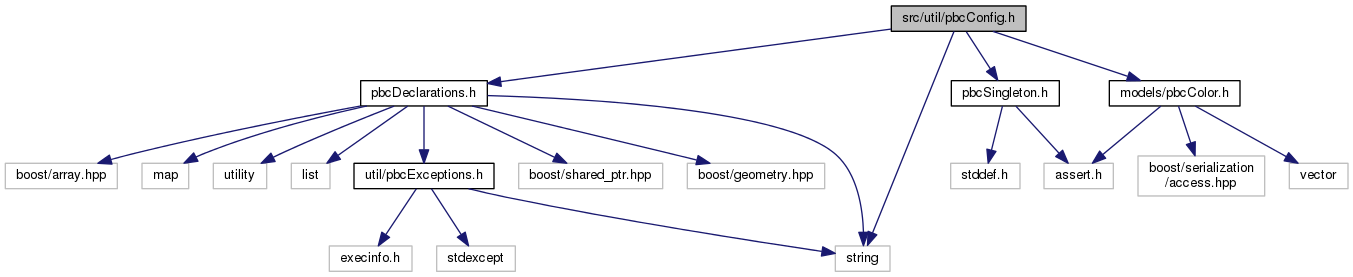 src/util/pbcConfig.h
pbcDeclarations.h
pbcSingleton.h
models/pbcColor.h
boost/array.hpp
map
utility
list
util/pbcExceptions.h
boost/shared_ptr.hpp
boost/geometry.hpp
stddef.h
assert.h
boost/serialization
/access.hpp
vector
execinfo.h
stdexcept
string